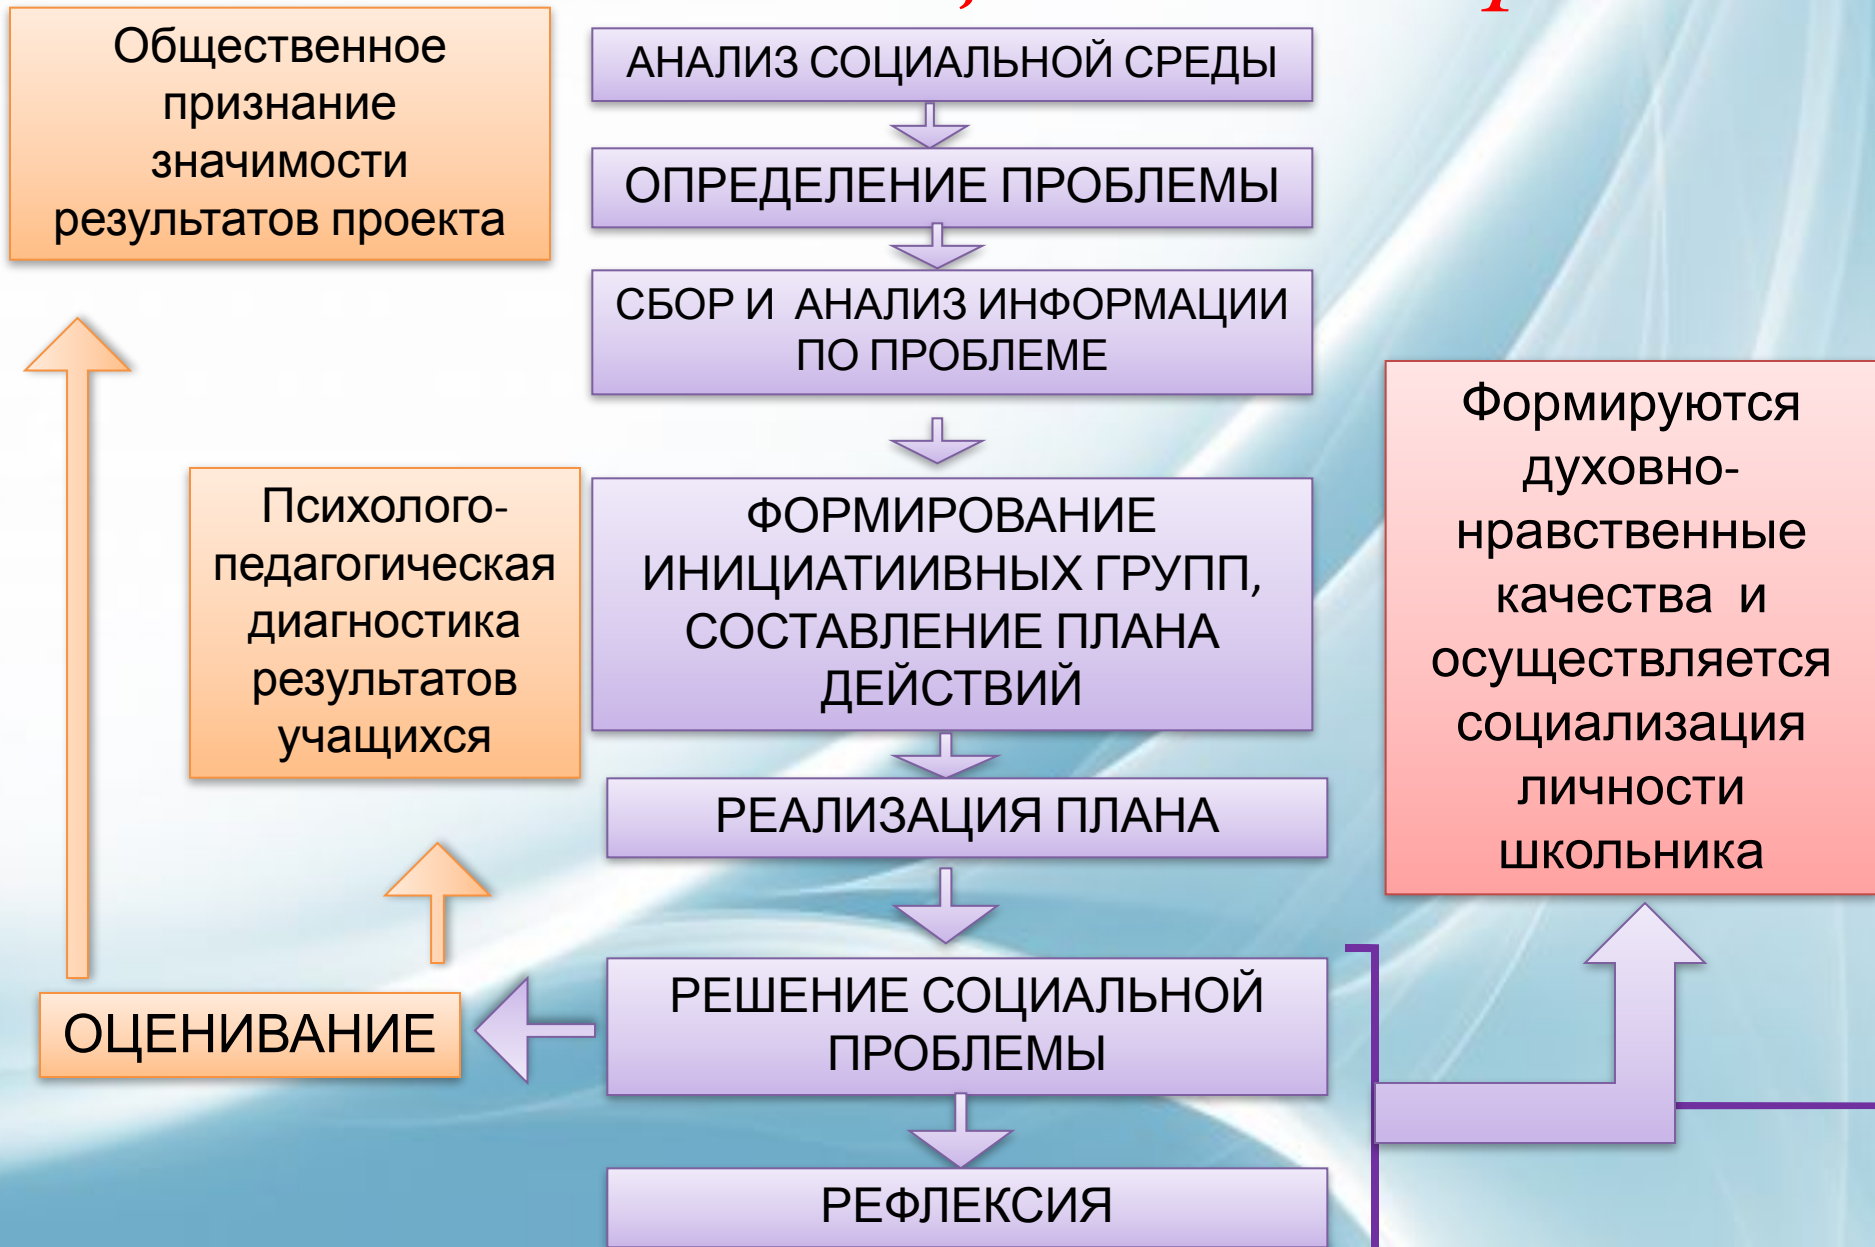 Общественное
признание
значимости
результатов проекта
АНАЛИЗ СОЦИАЛЬНОЙ СРЕДЫ
ОПРЕДЕЛЕНИЕ ПРОБЛЕМЫ
СБОР И АНАЛИЗ ИНФОРМАЦИИ
ПО ПРОБЛЕМЕ
Психолого-
педагогическая
диагностика
результатов
учащихся
ФОРМИРОВАНИЕ
ИНИЦИАТИИВНЫХ ГРУПП,
СОСТАВЛЕНИЕ ПЛАНА
ДЕЙСТВИЙ
Формируются
духовно-
нравственные
качества и
осуществляется
социализация
личности
школьника
РЕАЛИЗАЦИЯ ПЛАНА
РЕШЕНИЕ СОЦИАЛЬНОЙ
ПРОБЛЕМЫ
ОЦЕНИВАНИЕ
РЕФЛЕКСИЯ